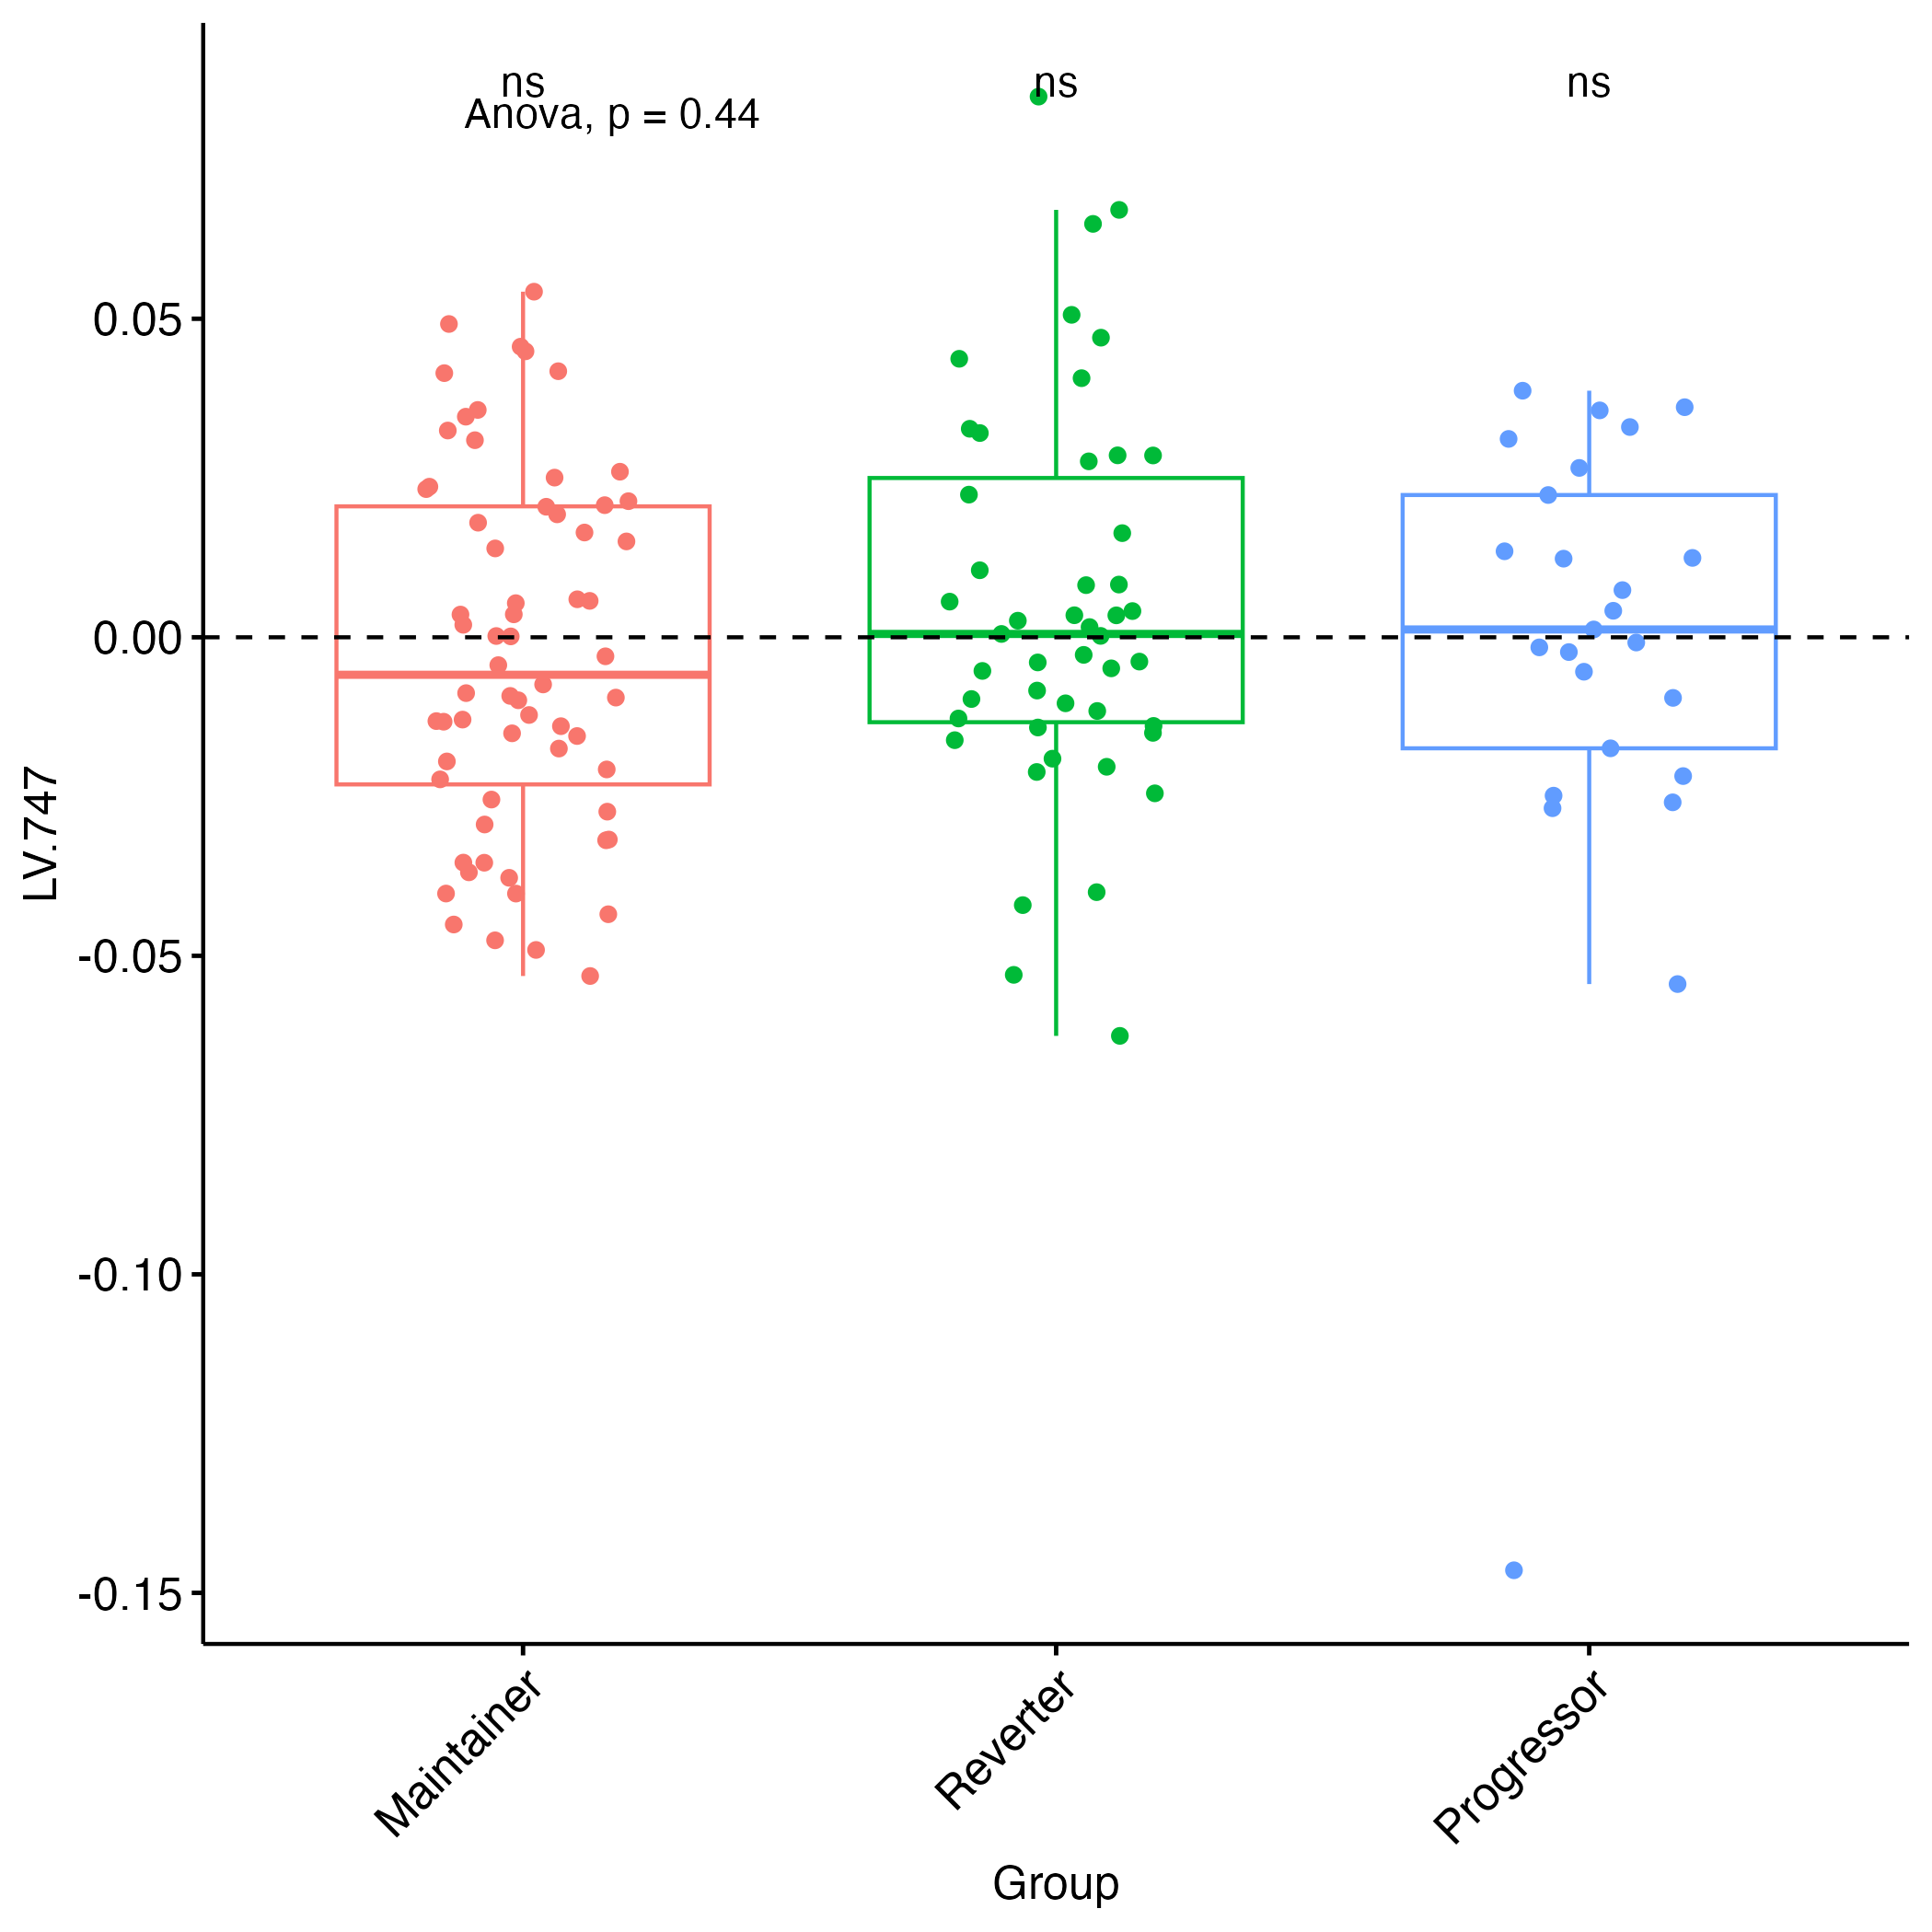 ns
ns
ns
Anova, p = 0.44
0.05
0.00
-0.05
-0.10
-0.15
LV.747
Maintainer
Reverter
Progressor
Group